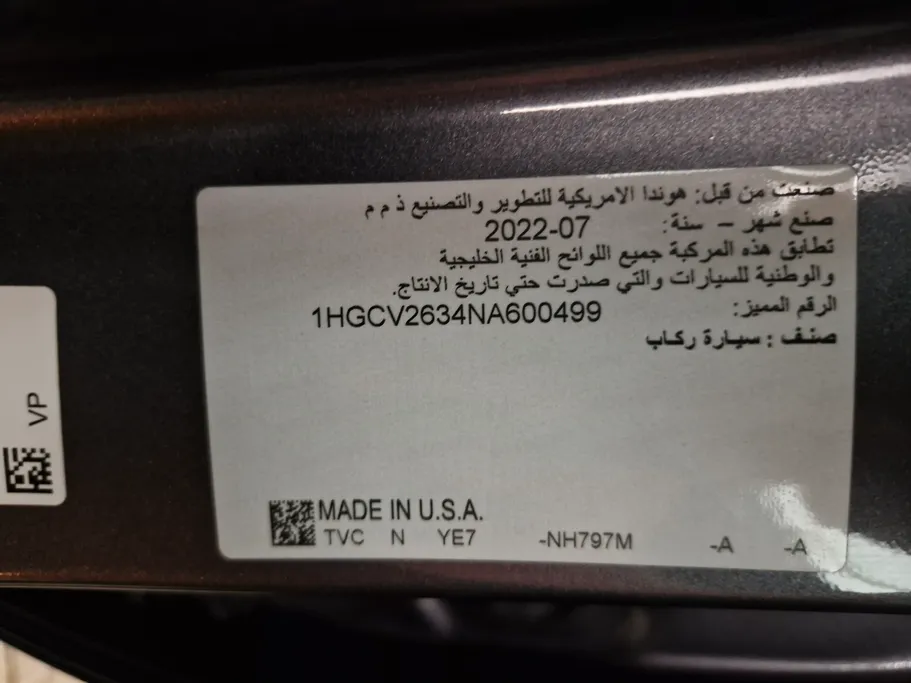 صنعت من قبل: هوندا الامريكية للتطوير والتصنيع ذ م م
صنع شهر – سنة: 2022-07
تطابق هذه المركبة جميع اللوائح الفنية الخليجية
والوطنية للسيارات والتي صدرت حتي تاريخ الانتاج.
الرقم المميز: 1HGCV2634NA600499
صنف : سيارة ركاب
VP
MADE IN U.S.A.
TVC N YE7 -NH797M -A -A